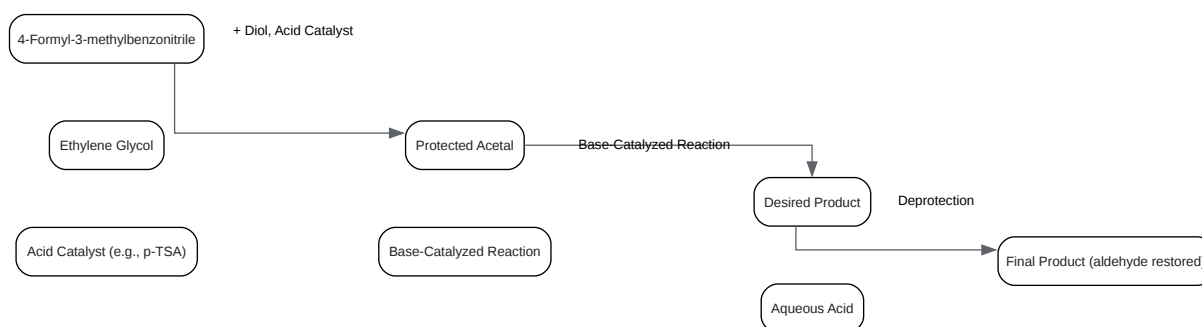 4-Formyl-3-methylbenzonitrile
+ Diol, Acid Catalyst
Ethylene Glycol
Protected Acetal
Base-Catalyzed Reaction
Desired Product
Deprotection
Acid Catalyst (e.g., p-TSA)
Base-Catalyzed Reaction
Final Product (aldehyde restored)
Aqueous Acid